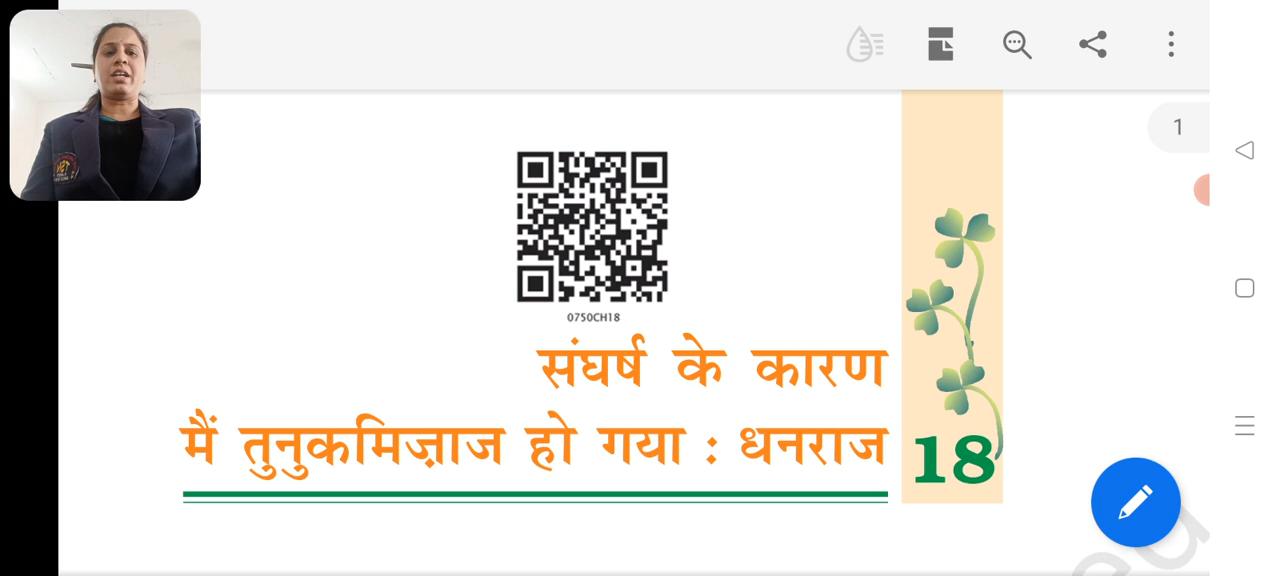 1
0750CH18
संघर्ष के कारण
मैं तुनुकमिज़ाज हो गया : धनराज
18